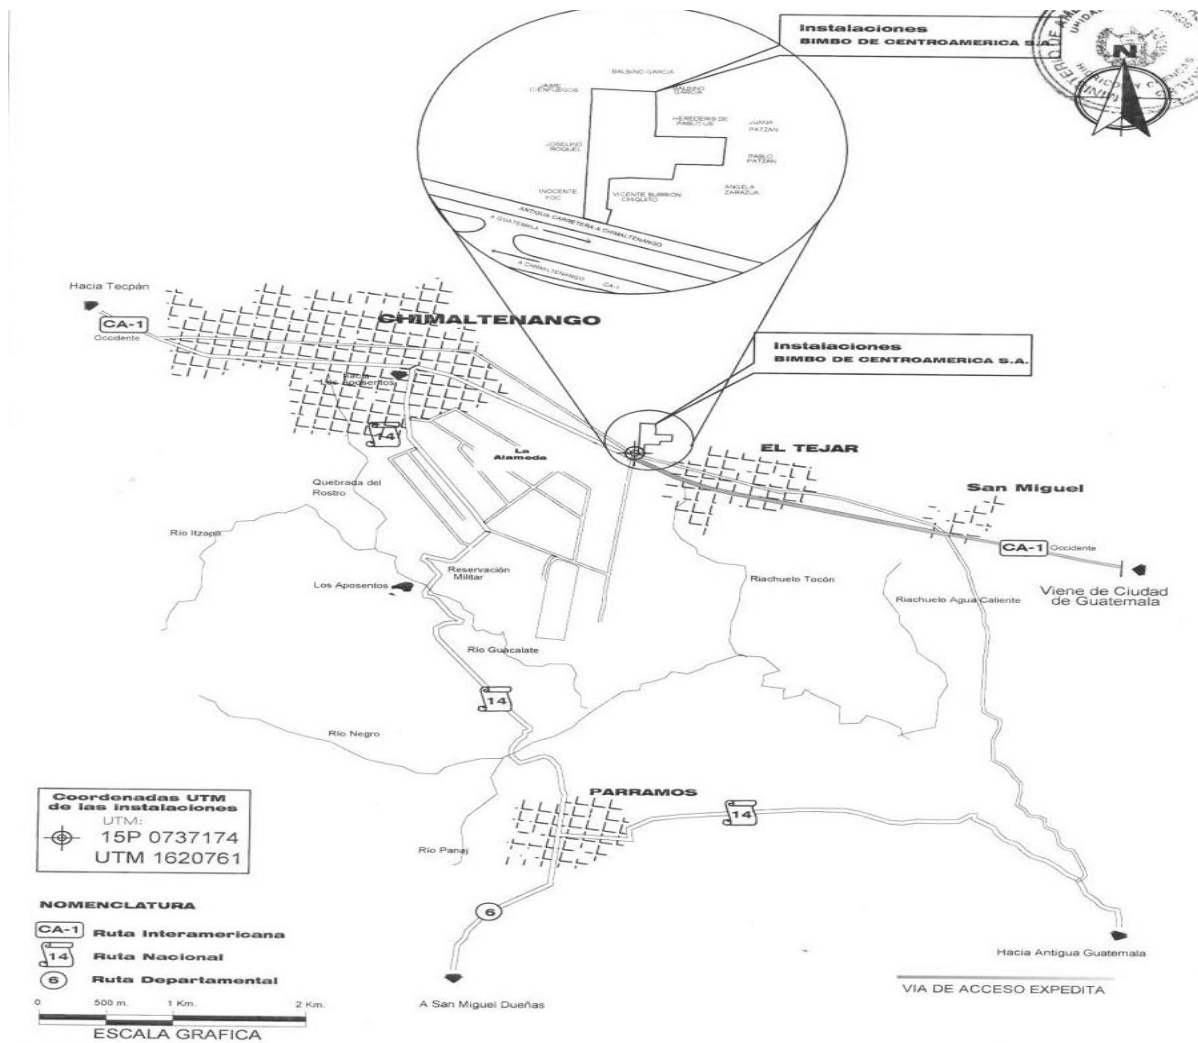 Instalaciones
BIMBO DE CENTROAMERICA S.A.
N
BALBINO GARCIA
JAIME
CIENFUEGOS
BALBINO
GARCIA
HEREDERIS DE
PABLO US
JUANA
PATZAN
JOSELINO
ROQUEL
PABLO
PATZAN
INOCENTE
YOC
VICENTE BURRION
CHIQUITO
ANGELA
ZARAZUA
ANTIGUA CARRETERA A CHIMALTENANGO
A GUATEMALA
A CHIMALTENANGO
CA-1
Hacia Tecpán
CA-1
Occidente
CHIMALTENANGO
Instalaciones
BIMBO DE CENTROAMERICA S.A.
Hacia
Los Aposentos
14
La
Alameda
EL TEJAR
San Miguel
Quebrada del
Rostro
Río Itzapa
CA-1
Occidente
Viene de Ciudad
de Guatemala
Los Aposentos
Reservación
Militar
Riachuelo Tocón
Riachuelo Agua Caliente
Río Guacalate
14
Río Negro
Coordenadas UTM
de las instalaciones
UTM:
15P 0737174
UTM 1620761
PARRAMOS
14
Río Panaj
NOMENCLATURA
CA-1 Ruta Interamericana
14 Ruta Nacional
6 Ruta Departamental
6
Hacia Antigua Guatemala
A San Miguel Dueñas
VIA DE ACCESO EXPEDITA
0 500 m. 1 Km. 2 Km.
ESCALA GRAFICA